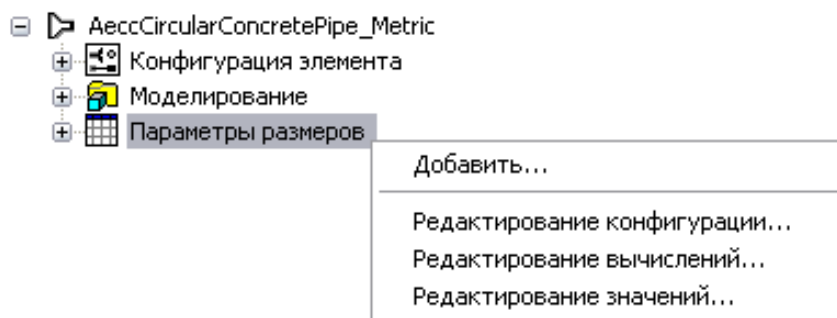 AeccCircularConcretePipe_Metric
Конфигурация элемента
Моделирование
Параметры размеров
Добавить...
Редактирование конфигурации...
Редактирование вычислений...
Редактирование значений...